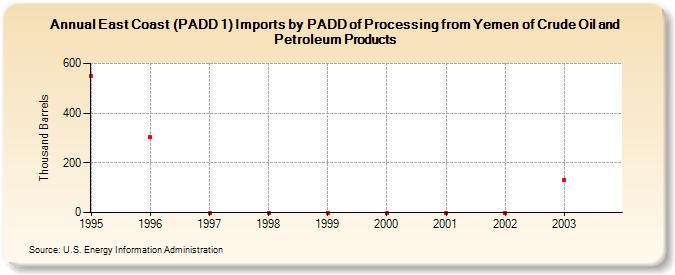 Annual East Coast (PADD 1) Imports by PADD of Processing from Yemen of Crude Oil and
Petroleum Products
Thousand Barrels
600
400
200
0
1995 1996 1997 1998 1999 2000 2001 2002 2003
Source: U.S. Energy Information Administration